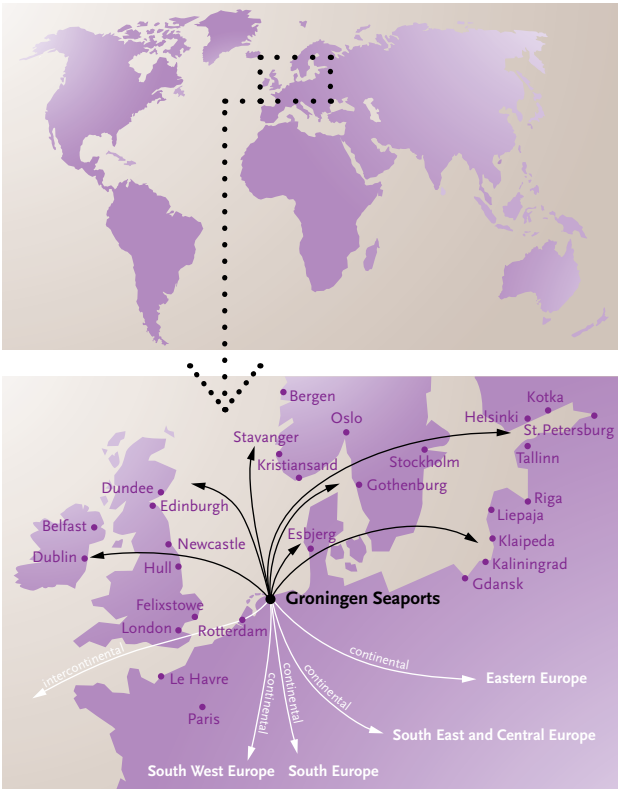 Bergen
Kotka
Oslo
Helsinki
St. Petersburg
Stavanger
Tallinn
Kristiansand
Stockholm
Dundee
Gothenburg
Edinburgh
Riga
Liepaja
Belfast
Esbjerg
Newcastle
Klaipeda
Dublin
Hull
Kaliningrad
Gdansk
Groningen Seaports
Felixstowe
London
Rotterdam
intercontinental
continental
Le Havre
Eastern Europe
continental
continental
continental
Paris
South East and Central Europe
South West Europe
South Europe